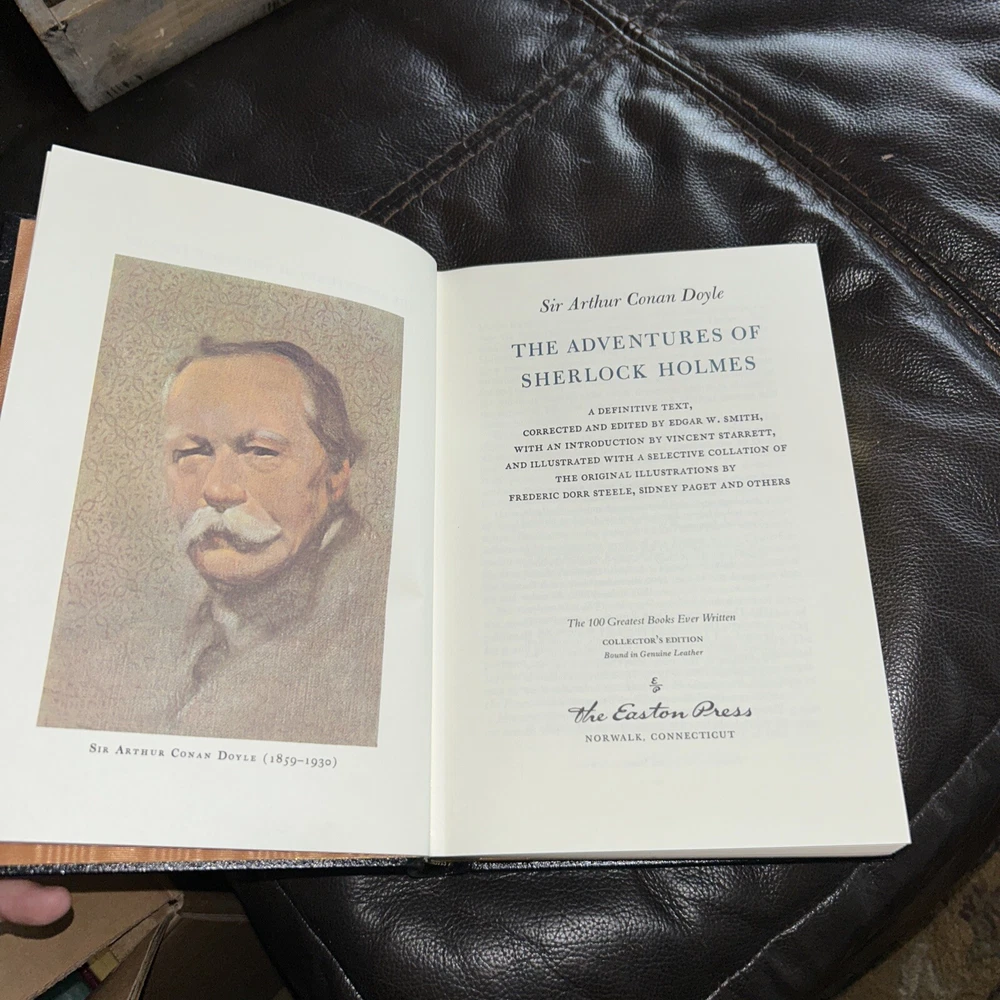 Sir Arthur Conan Doyle (1859–1930)
Sir Arthur Conan Doyle
THE ADVENTURES OF
SHERLOCK HOLMES
A DEFINITIVE TEXT,
CORRECTED AND EDITED BY EDGAR W. SMITH,
WITH AN INTRODUCTION BY VINCENT STARRETT,
AND ILLUSTRATED WITH A SELECTIVE COLLATION OF
THE ORIGINAL ILLUSTRATIONS BY
FREDERIC DORR STEELE, SIDNEY PAGET AND OTHERS
The 100 Greatest Books Ever Written
COLLECTOR'S EDITION
Bound in Genuine Leather
The Easton Press
NORWALK, CONNECTICUT